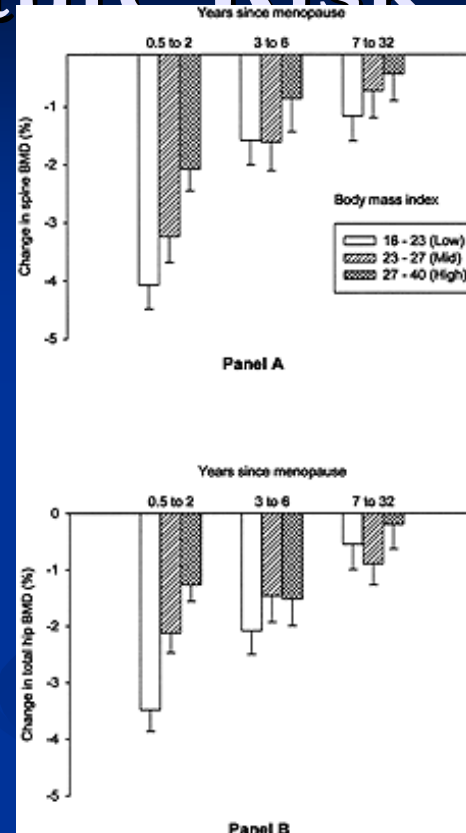 Risk
Years since menopause
0.5 to 2 3 to 6 7 to 32
-1
-2
-3
-4
-5
Change in spine BMD (%)
Body mass index
16 - 23 (Low)
23 - 27 (Mid)
27 - 40 (High)
Panel A
Years since menopause
0.5 to 2 3 to 6 7 to 32
0
-1
-2
-3
-4
-5
Change in total hip BMD (%)
Panel B